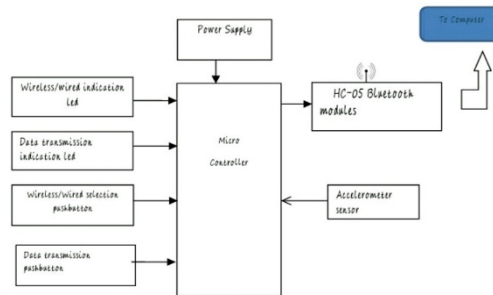 To Computer
Power Supply
Wireless/wired indication
led
HC-05 Bluetooth
modules
Data transmission
indication led
Micro
Controller
Wireless/Wired selection
pushbutton
Accelerometer
sensor
Data transmission
pushbutton